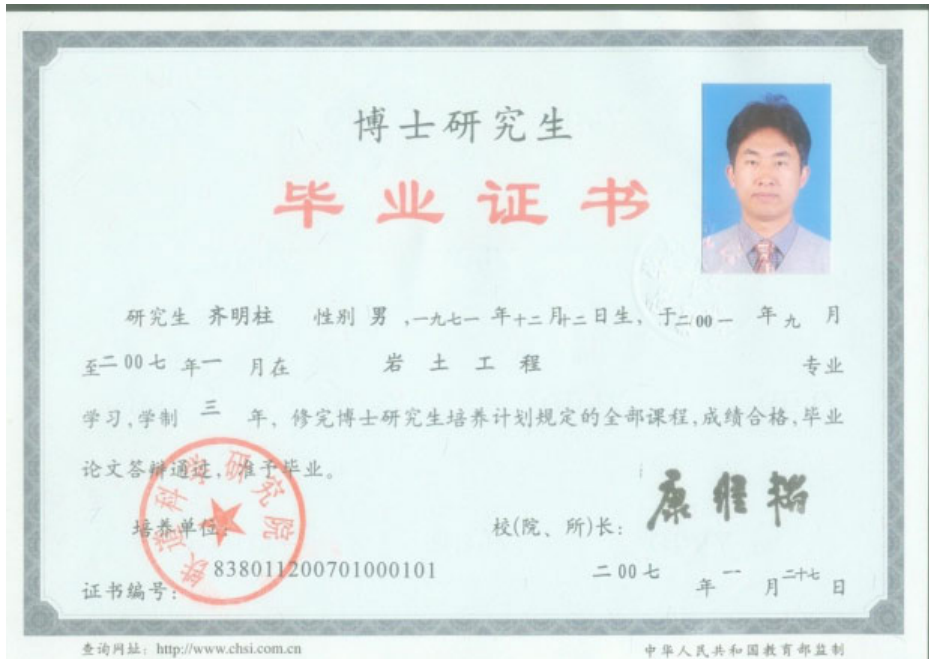 博士研究生
毕业证书
研究生 齐明柱 性别 男 ,一九七一 年十二月十二日生, 于二00一 年九 月
至二00七 年一 月在 岩土工程 专业
学习,学制 三 年, 修完博士研究生培养计划规定的全部课程,成绩合格,毕业
论文答辩通过, 准予毕业。
铁道科学研究院
培养单位: 校(院、所)长:
证书编号: 838011200701000101 二00七 年 一 月二十七日
查询网址: http://www.chsi.com.cn 中华人民共和国教育部监制